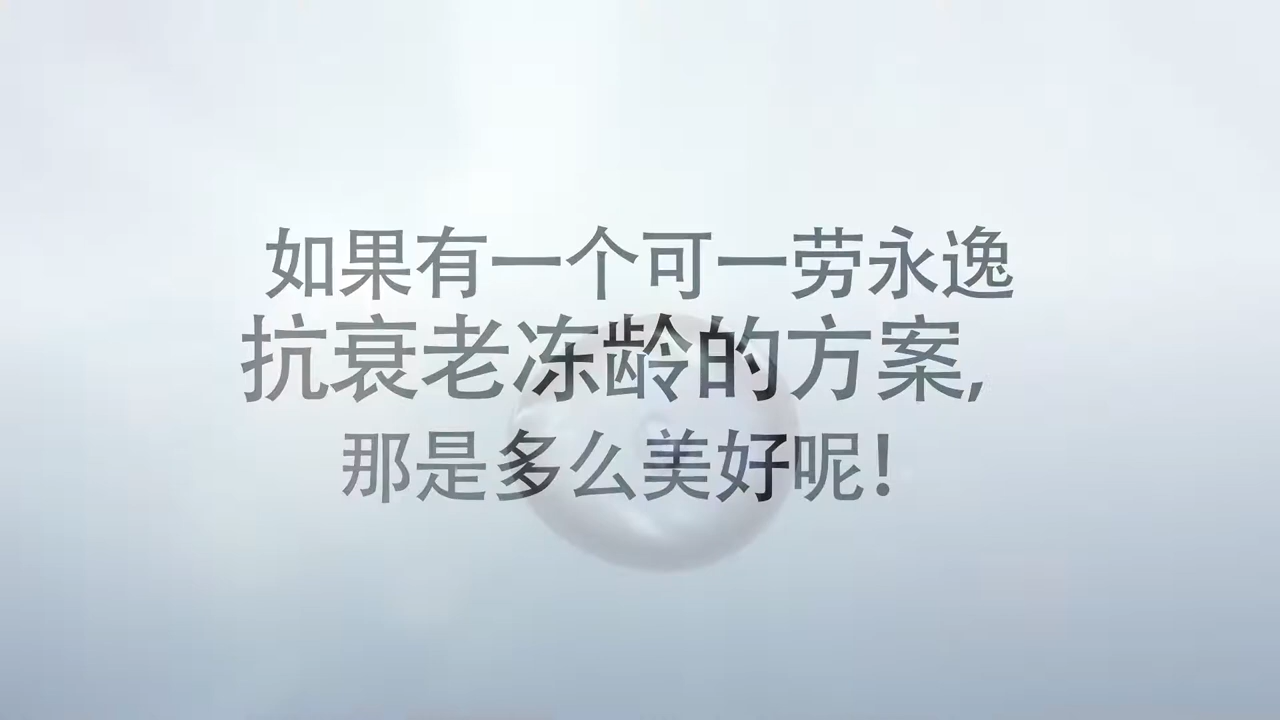 如果有一个可一劳永逸
抗衰老冻龄的方案,
那是多么美好呢!